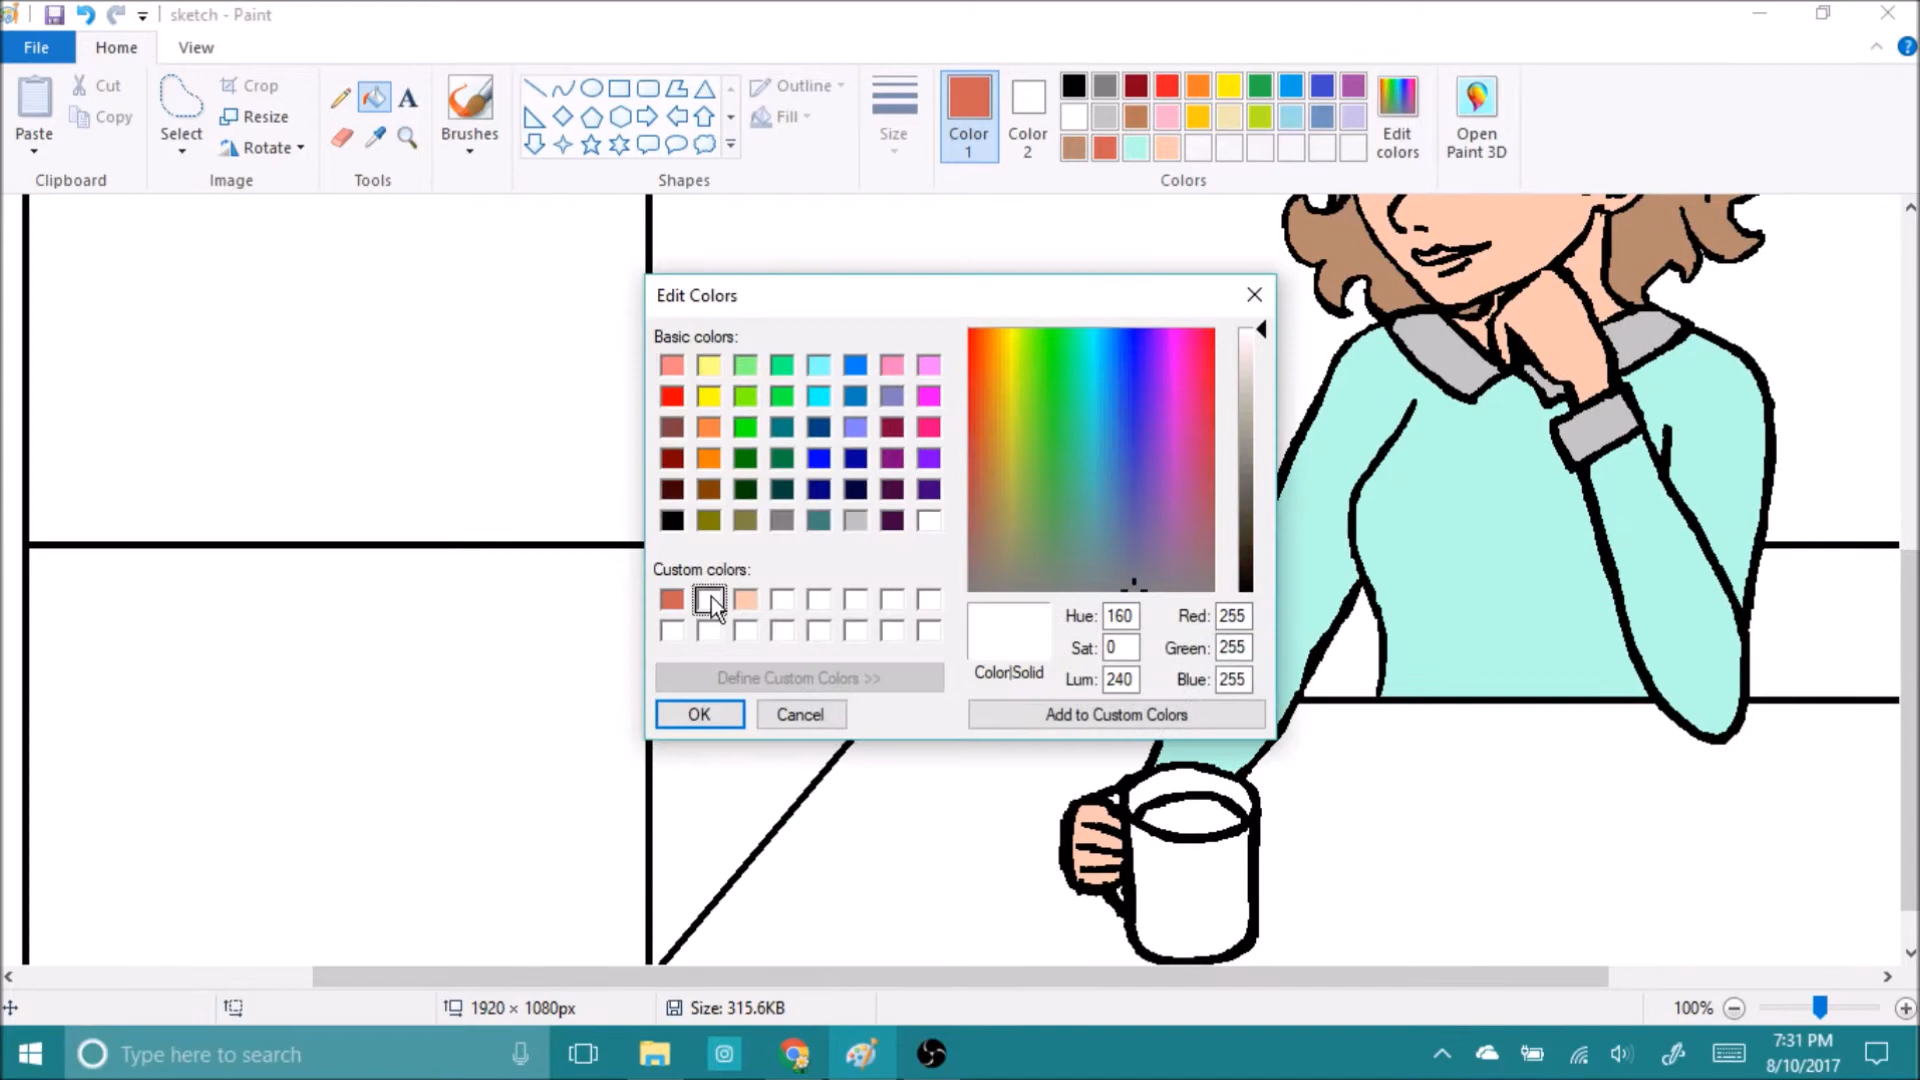 sketch - Paint
File Home View
Paste
Cut
Copy
Clipboard
Select
Crop
Resize
Rotate
Image
A
Tools
Brushes
Shapes
Outline
Fill
Size
Color 1
Color 2
Colors
Edit colors
Open Paint 3D
Edit Colors
Basic colors:
Custom colors:
Define Custom Colors >>
OK Cancel
Color|Solid
Hue: 160 Red: 255
Sat: 0 Green: 255
Lum: 240 Blue: 255
Add to Custom Colors
1920 × 1080px Size: 315.6KB 100%
Type here to search
7:31 PM
8/10/2017